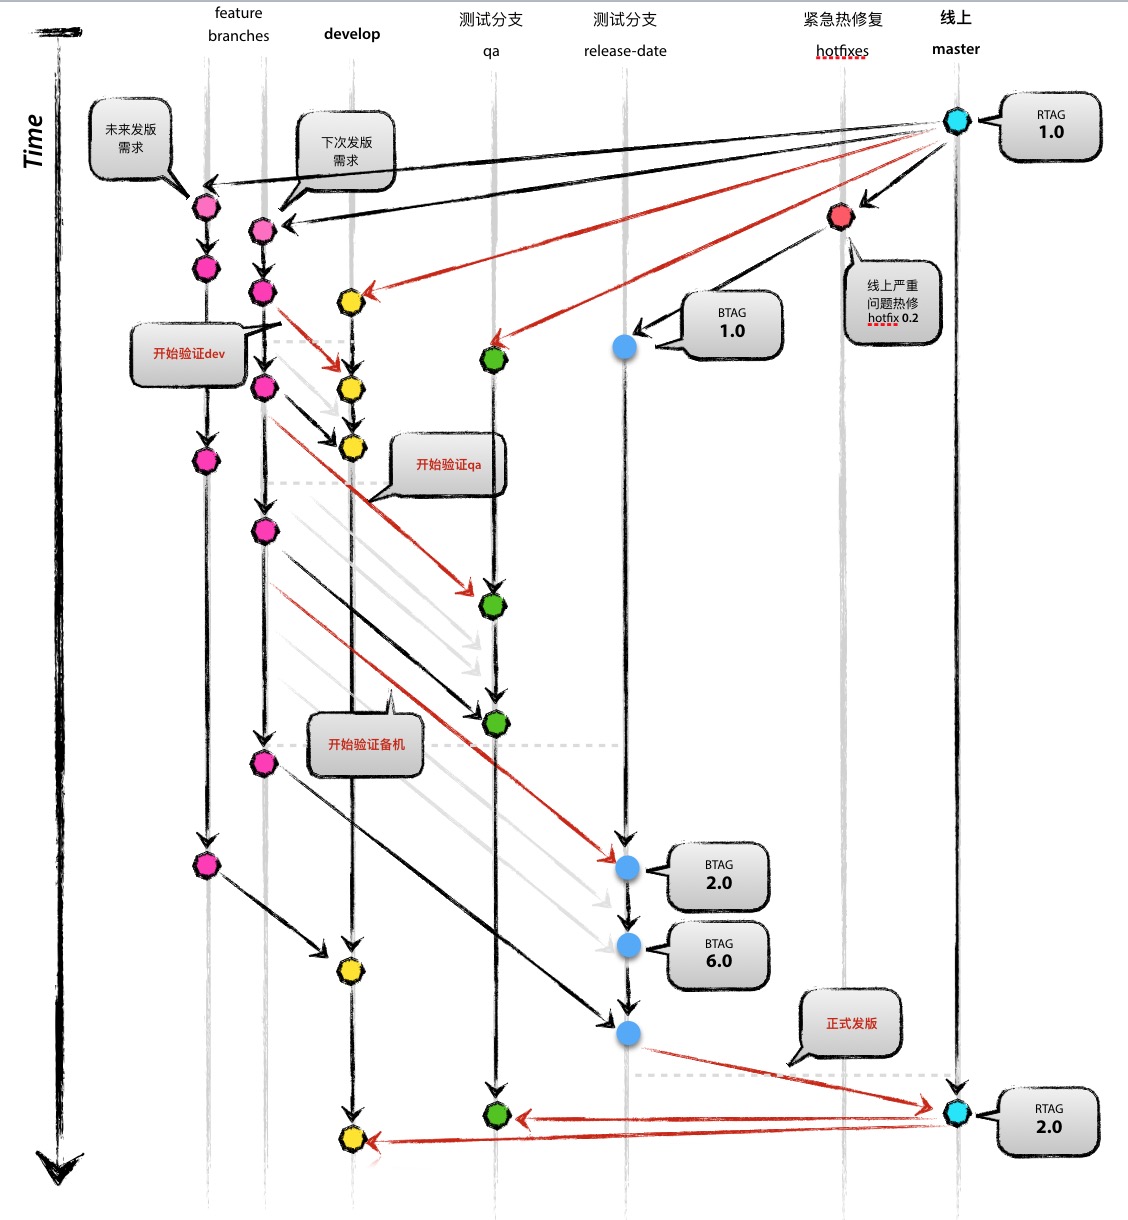 feature
branches
develop
测试分支
qa
测试分支
release-date
紧急热修复
hotfixes
线上
master
Time
未来发版
需求
下次发版
需求
RTAG
1.0
线上严重
问题热修
hotfix 0.2
BTAG
1.0
开始验证dev
开始验证qa
开始验证备机
BTAG
2.0
BTAG
6.0
正式发版
RTAG
2.0